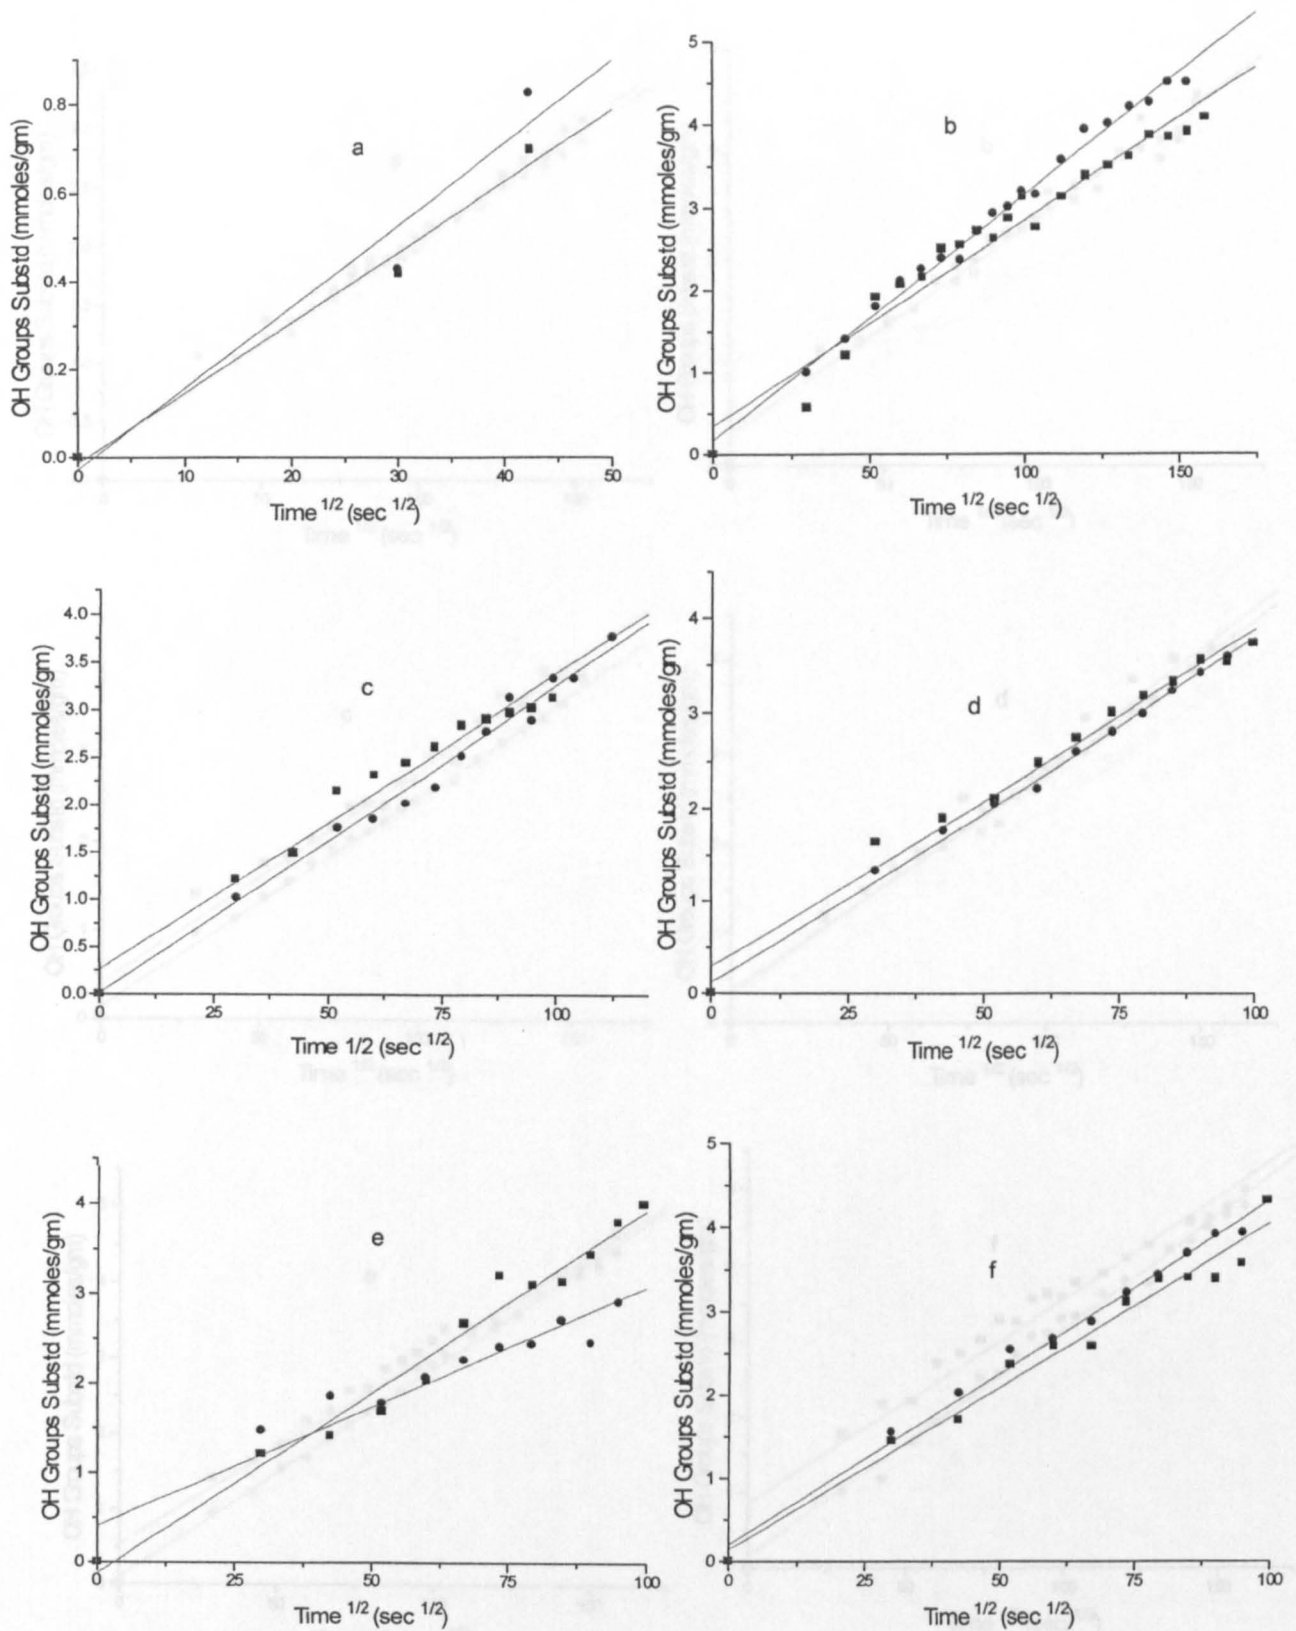 a
OH Groups Substd (mmoles/gm)
0.8
0.6
0.4
0.2
0.0
0 10 20 30 40 50
Time 1/2 (sec 1/2)
b
OH Groups Substd (mmoles/gm)
5
4
3
2
1
0
0 50 100 150
Time 1/2 (sec 1/2)
c
OH Groups Substd (mmoles/gm)
4.0
3.5
3.0
2.5
2.0
1.5
1.0
0.5
0.0
0 25 50 75 100
Time 1/2 (sec 1/2)
d
OH Groups Substd (mmoles/gm)
4
3
2
1
0
0 25 50 75 100
Time 1/2 (sec 1/2)
e
OH Groups Substd (mmoles/gm)
4
3
2
1
0
0 25 50 75 100
Time 1/2 (sec 1/2)
f
OH Groups Substd (mmoles/gm)
5
4
3
2
1
0
0 25 50 75 100
Time 1/2 (sec 1/2)